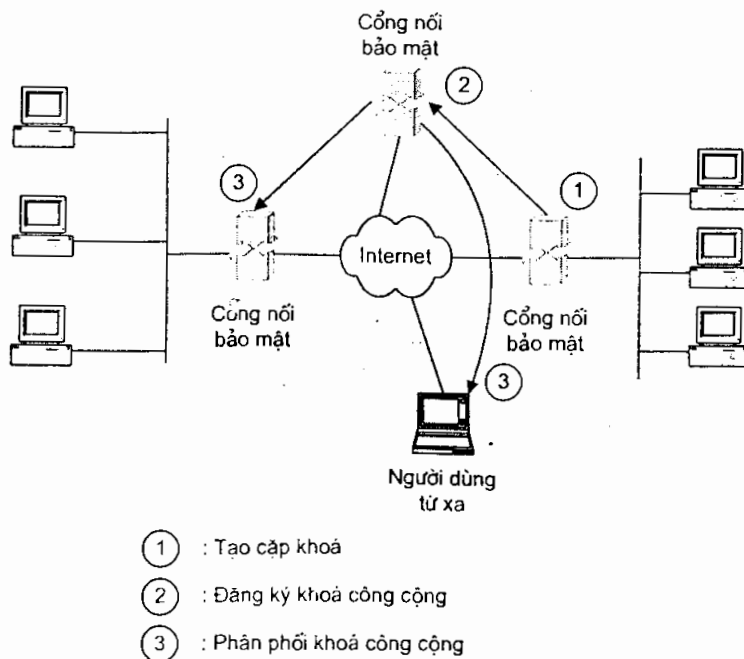 Cổng nối
bảo mật
2
3
1
Internet
Cổng nối
bảo mật
Cổng nối
bảo mật
3
Người dùng
từ xa
1 : Tạo cặp khoá
2 : Đăng ký khoá công cộng
3 : Phân phối khoá công cộng